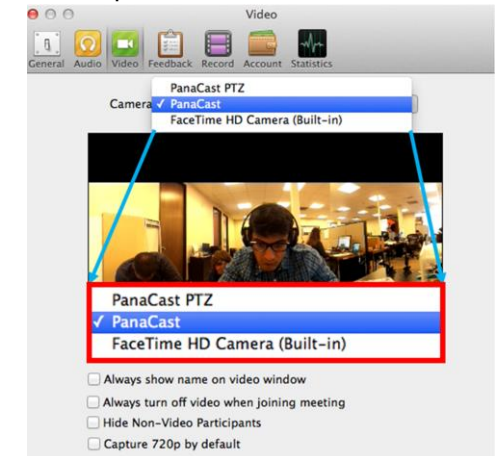 Video
General Audio Video Feedback Record Account Statistics
PanaCast PTZ
Camera ✓ PanaCast
FaceTime HD Camera (Built-in)
PanaCast PTZ
✓ PanaCast
FaceTime HD Camera (Built-in)
Always show name on video window
Always turn off video when joining meeting
Hide Non-Video Participants
Capture 720p by default